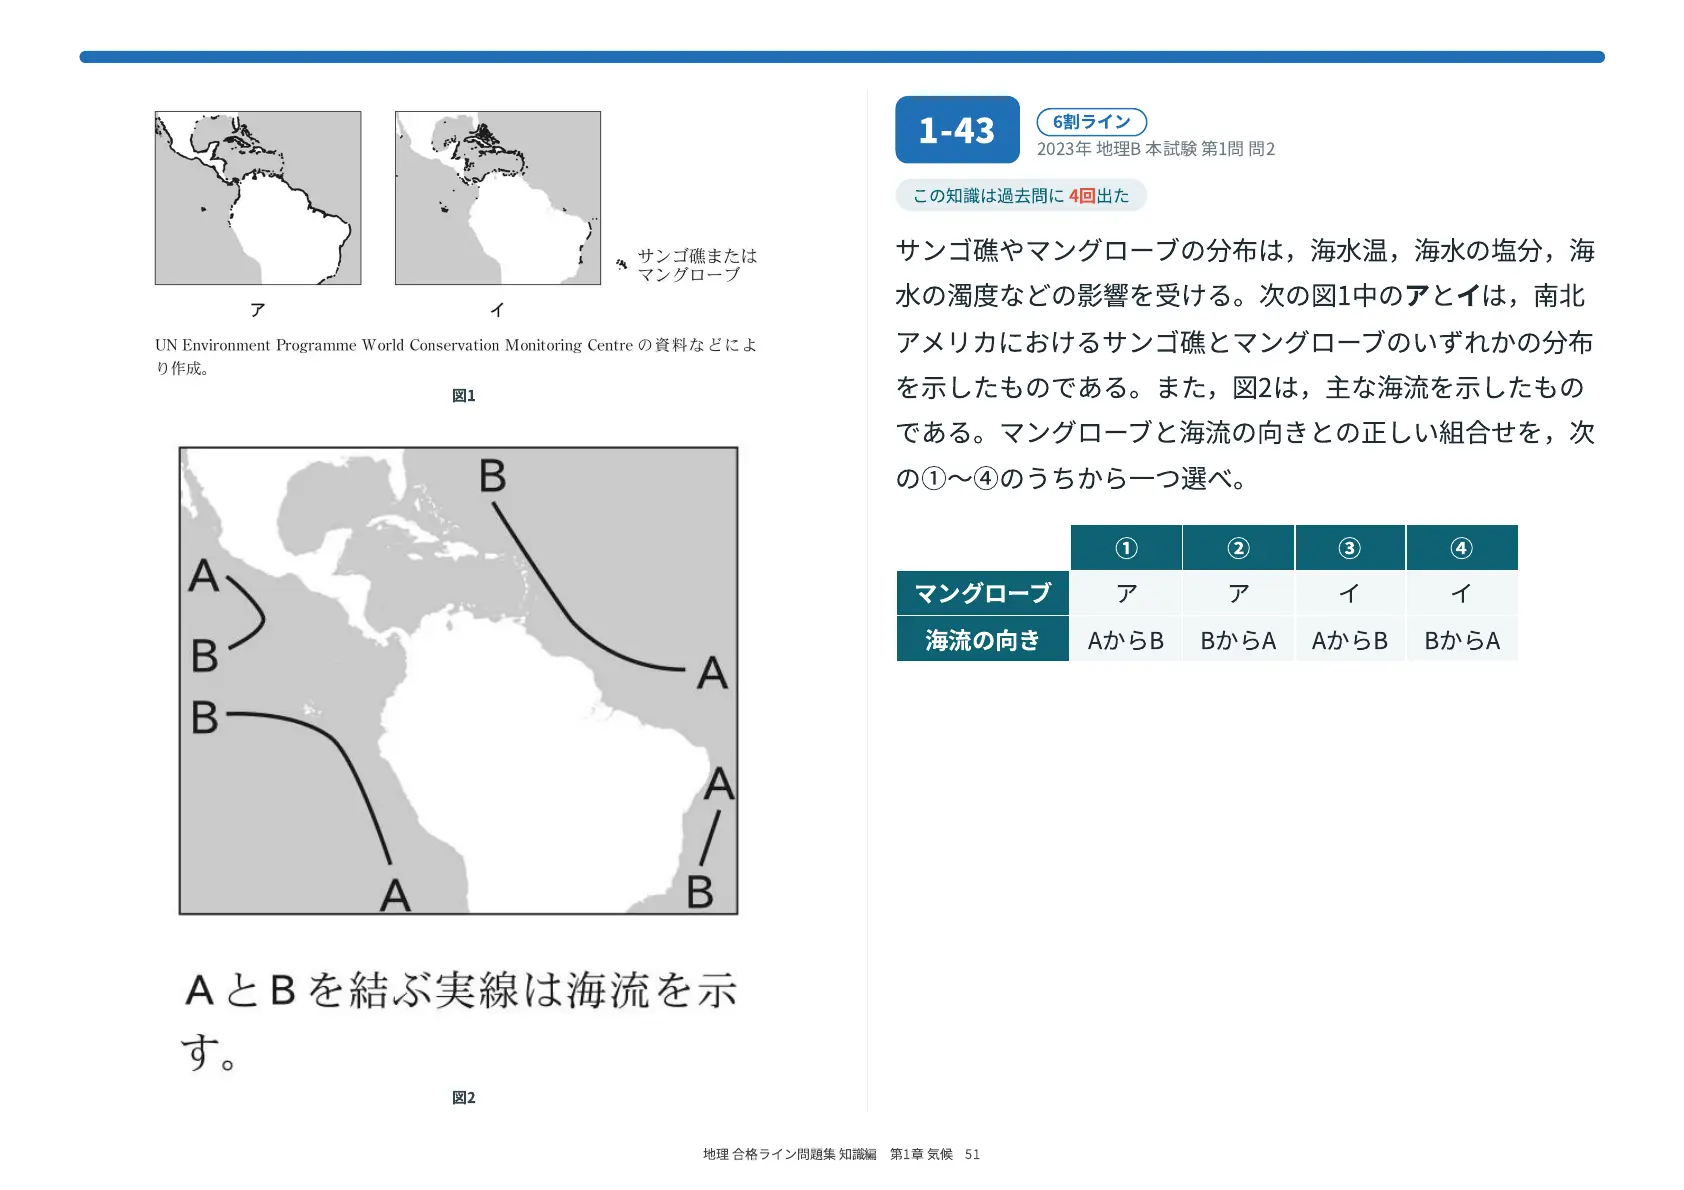 サンゴ礁または
マングローブ
ア
イ
UN Environment Programme World Conservation Monitoring Centre の資料などによ
り作成。
図1
B
A
B
A
B
A
A
B
AとBを結ぶ実線は海流を示
す。
図2
1-43
6割ライン
2023年 地理B 本試験 第1問 問2
この知識は過去問に 4回出た
サンゴ礁やマングローブの分布は，海水温，海水の塩分，海
水の濁度などの影響を受ける。次の図1中のアとイは，南北
アメリカにおけるサンゴ礁とマングローブのいずれかの分布
を示したものである。また，図2は，主な海流を示したもの
である。マングローブと海流の向きとの正しい組合せを，次
の①～④のうちから一つ選べ。
① ② ③ ④
マングローブ ア ア イ イ
海流の向き AからB BからA AからB BからA
地理 合格ライン問題集 知識編 第1章 気候 51